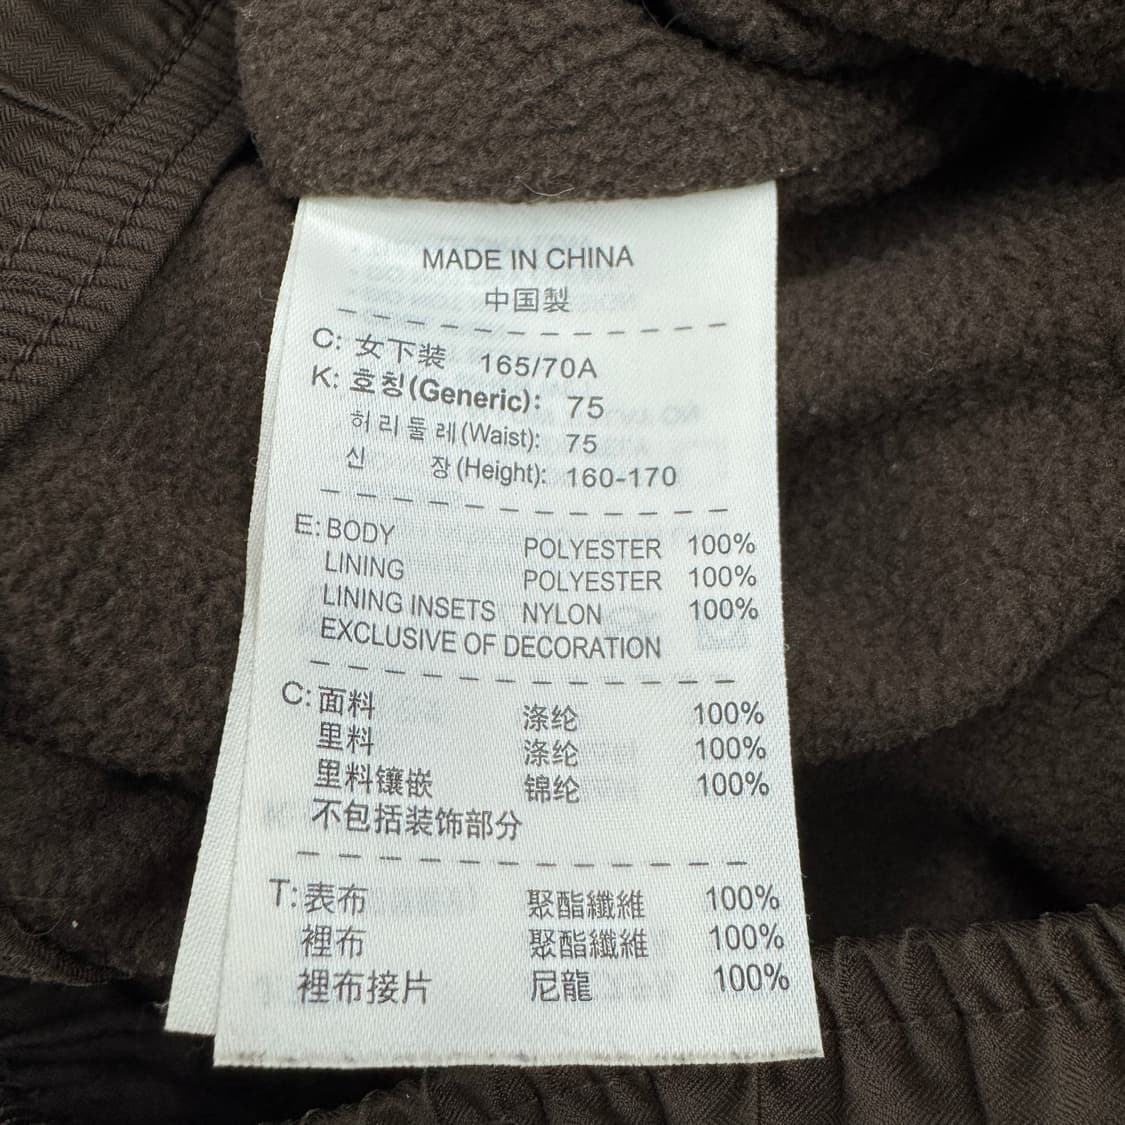 MADE IN CHINA
中国製
C: 女下装 165/70A
K: 호칭(Generic): 75
허리둘레(Waist): 75
신 장(Height): 160-170
E: BODY POLYESTER 100%
LINING POLYESTER 100%
LINING INSETS NYLON 100%
EXCLUSIVE OF DECORATION
C: 面料 涤纶 100%
里料 涤纶 100%
里料镶嵌 锦纶 100%
不包括装饰部分
T: 表布 聚酯纖維 100%
裡布 聚酯纖維 100%
裡布接片 尼龍 100%